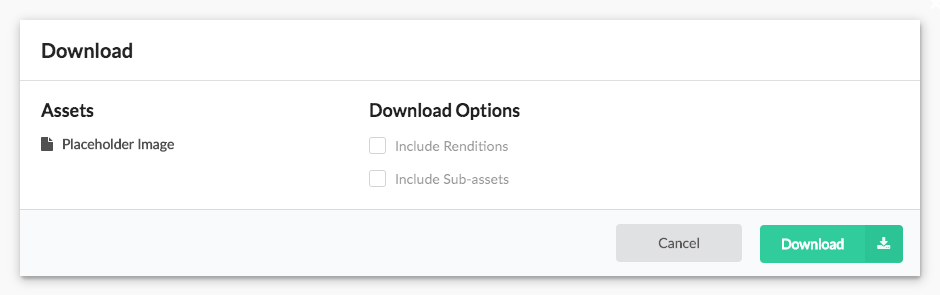 Download
Assets
Placeholder Image
Download Options
Include Renditions
Include Sub-assets
Cancel
Download